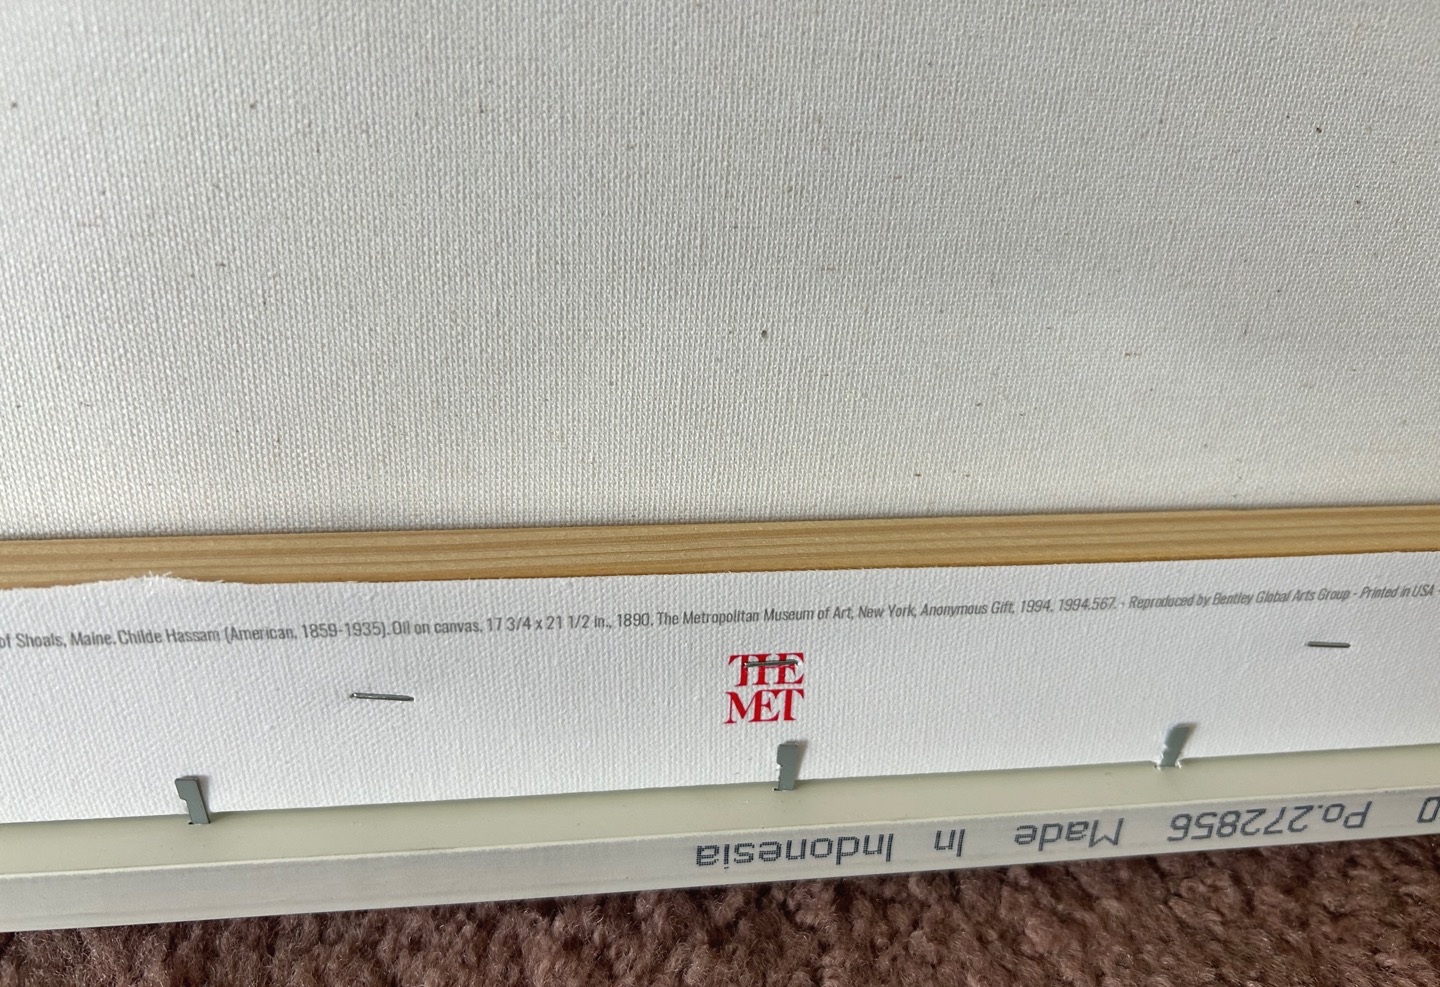 of Shoals, Maine. Childe Hassam (American, 1859-1935). Oil on canvas, 17 3/4 x 21 1/2 in., 1890. The Metropolitan Museum of Art, New York, Anonymous Gift, 1994, 1994.567. - Reproduced by Bentley Global Arts Group - Printed in USA -
THE
MET
Po.272856 Made In Indonesia